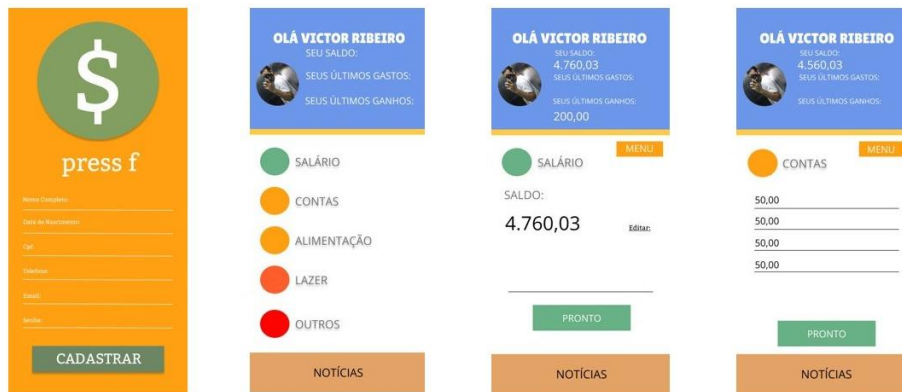 $
press f
Nome Completo:
Data de Nascimento:
Cpf:
Telefone:
Email:
Senha:
CADASTRAR
OLÁ VICTOR RIBEIRO
SEU SALDO:
SEUS ÚLTIMOS GASTOS:
SEUS ÚLTIMOS GANHOS:
SALÁRIO
CONTAS
ALIMENTAÇÃO
LAZER
OUTROS
NOTÍCIAS
OLÁ VICTOR RIBEIRO
SEU SALDO:
4.760,03
SEUS ÚLTIMOS GASTOS:
SEUS ÚLTIMOS GANHOS:
200,00
MENU
SALÁRIO
SALDO:
4.760,03
Editar:
PRONTO
NOTÍCIAS
OLÁ VICTOR RIBEIRO
SEU SALDO:
4.560,03
SEUS ÚLTIMOS GASTOS:
SEUS ÚLTIMOS GANHOS:
MENU
CONTAS
50,00
50,00
50,00
50,00
PRONTO
NOTÍCIAS